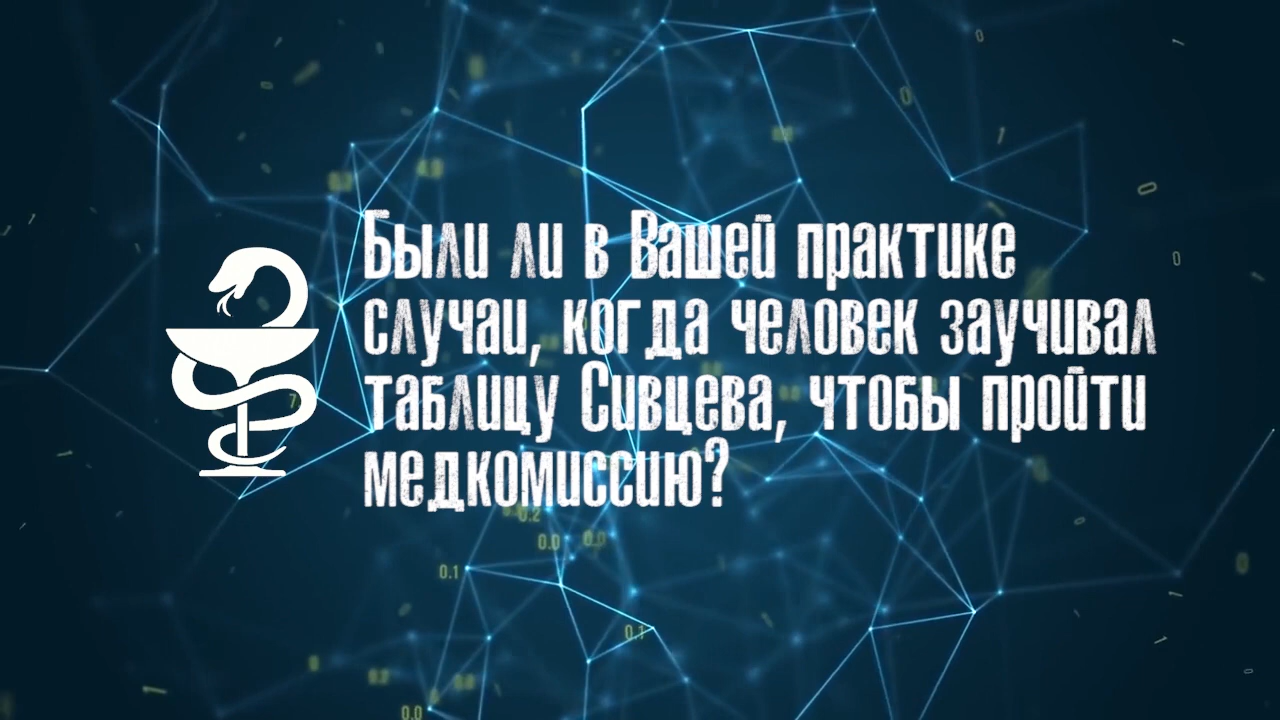 Были ли в Вашей практике
случаи, когда человек заучивал
таблицу Сивцева, чтобы пройти
медкомиссию?